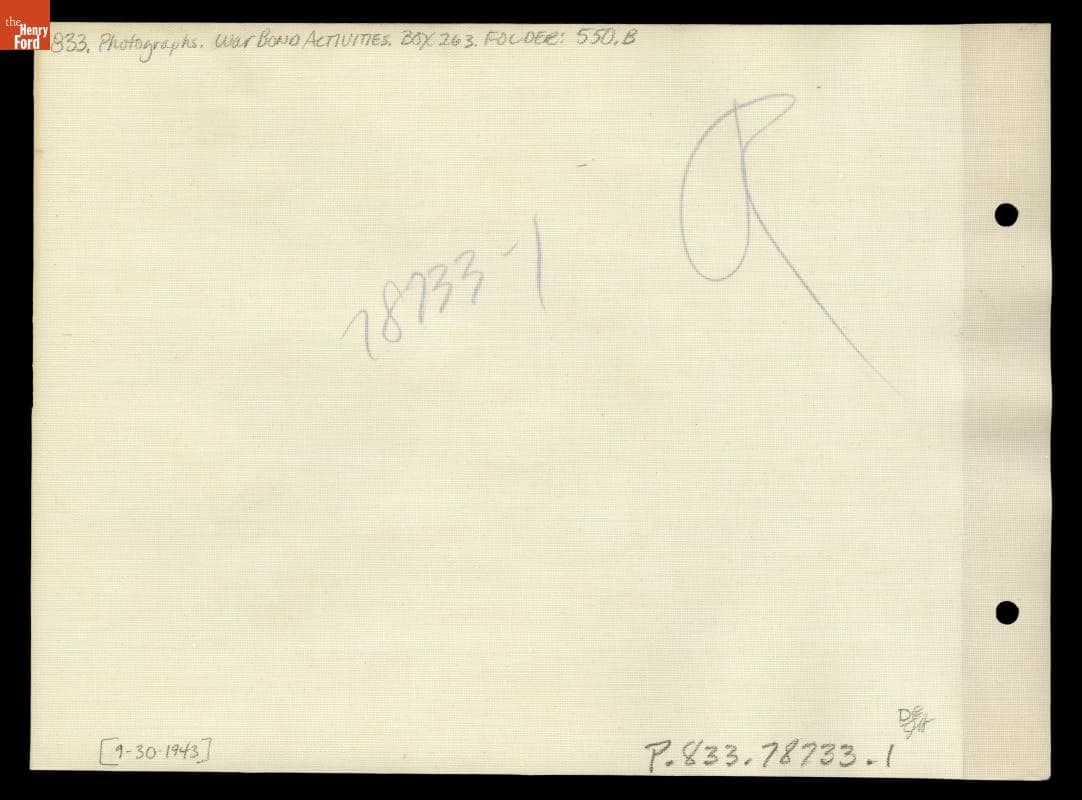 the
Henry
Ford
833. Photographs. War BOND ACTIVITIES. BOX 263. FOLDER: 550.B
78733-1
[9-30-1943]
P.833.78733.1